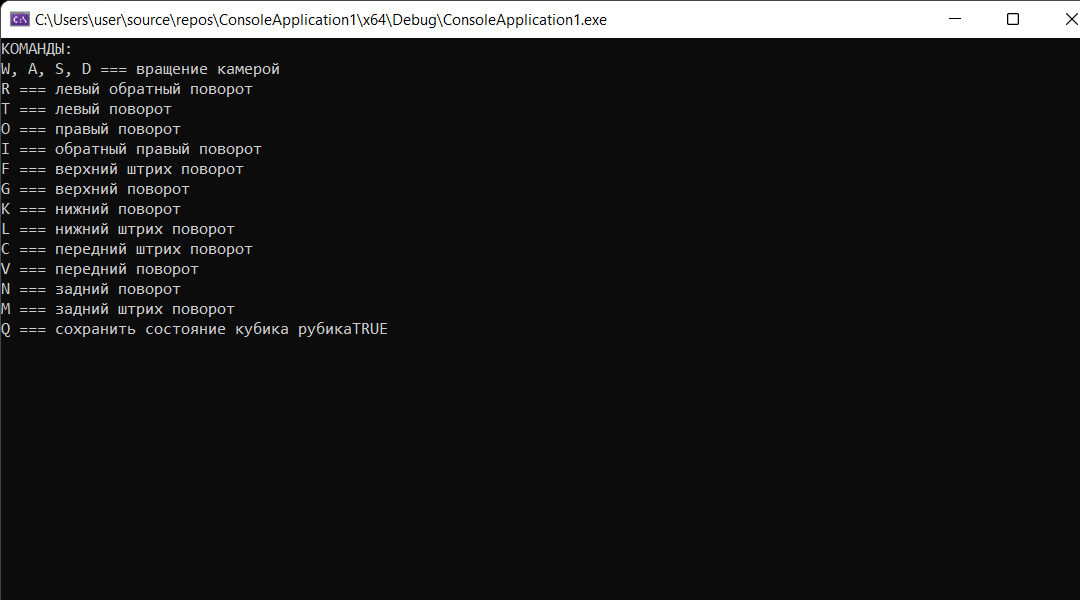 C:\Users\user\source\repos\ConsoleApplication1\x64\Debug\ConsoleApplication1.exe
КОМАНДЫ:
W, A, S, D === вращение камерой
R === левый обратный поворот
T === левый поворот
O === правый поворот
I === обратный правый поворот
F === верхний штрих поворот
G === верхний поворот
K === нижний поворот
L === нижний штрих поворот
C === передний штрих поворот
V === передний поворот
N === задний поворот
M === задний штрих поворот
Q === сохранить состояние кубика рубикаTRUE